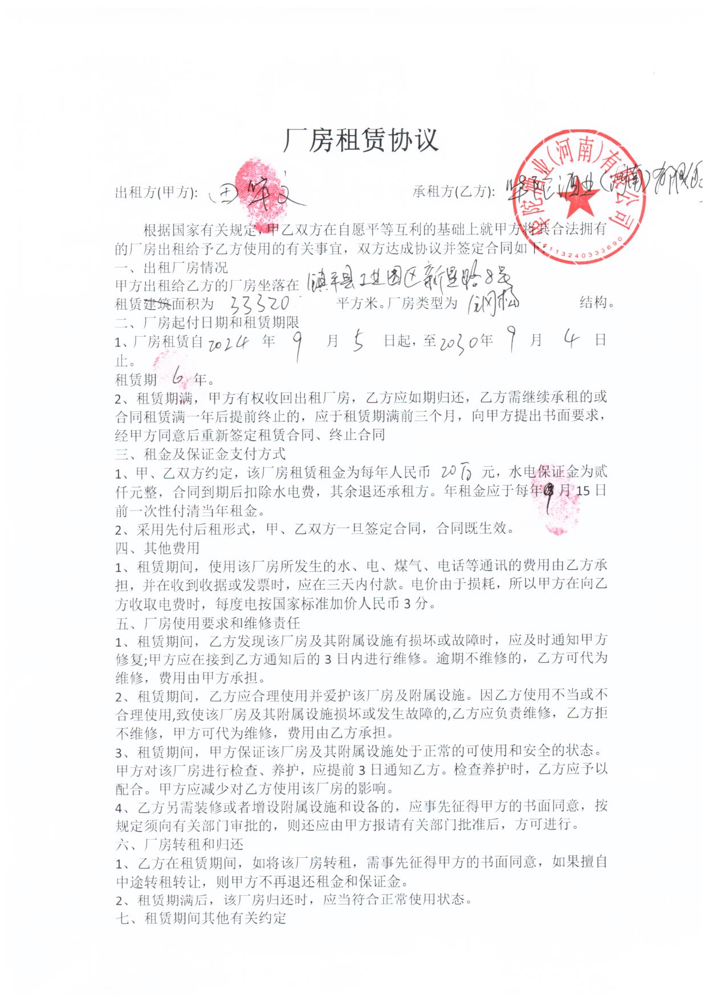 厂房租赁协议
华陀酒业（河南）有限公司
4113240333690
出租方(甲方): 田华文 承租方(乙方): 华陀酒业（河南）有限
根据国家有关规定，甲乙双方在自愿平等互利的基础上就甲方将其合法拥有
的厂房出租给予乙方使用的有关事宜，双方达成协议并签定合同如下:
一、出租厂房情况
甲方出租给乙方的厂房坐落在 镇平县工业园区新昱路8号
租赁建筑面积为 33320 平方米。厂房类型为 钢构 结构。
二、厂房起付日期和租赁期限
1、厂房租赁自 2024 年 9 月 5 日起，至 2030 年 9 月 4 日
止。
租赁期 6 年。
2、租赁期满，甲方有权收回出租厂房，乙方应如期归还，乙方需继续承租的或
合同租赁满一年后提前终止的，应于租赁期满前三个月，向甲方提出书面要求，
经甲方同意后重新签定租赁合同、终止合同
三、租金及保证金支付方式
1、甲、乙双方约定，该厂房租赁租金为每年人民币 20万 元，水电保证金为贰
仟元整，合同到期后扣除水电费，其余退还承租方。年租金应于每年9月 15 日
前一次性付清当年租金。
2、采用先付后租形式，甲、乙双方一旦签定合同，合同既生效。
四、其他费用
1、租赁期间，使用该厂房所发生的水、电、煤气、电话等通讯的费用由乙方承
担，并在收到收据或发票时，应在三天内付款。电价由于损耗，所以甲方在向乙
方收取电费时，每度电按国家标准加价人民币 3 分。
五、厂房使用要求和维修责任
1、租赁期间，乙方发现该厂房及其附属设施有损坏或故障时，应及时通知甲方
修复;甲方应在接到乙方通知后的 3 日内进行维修。逾期不维修的，乙方可代为
维修，费用由甲方承担。
2、租赁期间，乙方应合理使用并爱护该厂房及附属设施。因乙方使用不当或不
合理使用,致使该厂房及其附属设施损坏或发生故障的,乙方应负责维修，乙方拒
不维修，甲方可代为维修，费用由乙方承担。
3、租赁期间，甲方保证该厂房及其附属设施处于正常的可使用和安全的状态。
甲方对该厂房进行检查、养护，应提前 3 日通知乙方。检查养护时，乙方应予以
配合。甲方应减少对乙方使用该厂房的影响。
4、乙方另需装修或者增设附属设施和设备的，应事先征得甲方的书面同意，按
规定须向有关部门审批的，则还应由甲方报请有关部门批准后，方可进行。
六、厂房转租和归还
1、乙方在租赁期间，如将该厂房转租，需事先征得甲方的书面同意，如果擅自
中途转租转让，则甲方不再退还租金和保证金。
2、租赁期满后，该厂房归还时，应当符合正常使用状态。
七、租赁期间其他有关约定